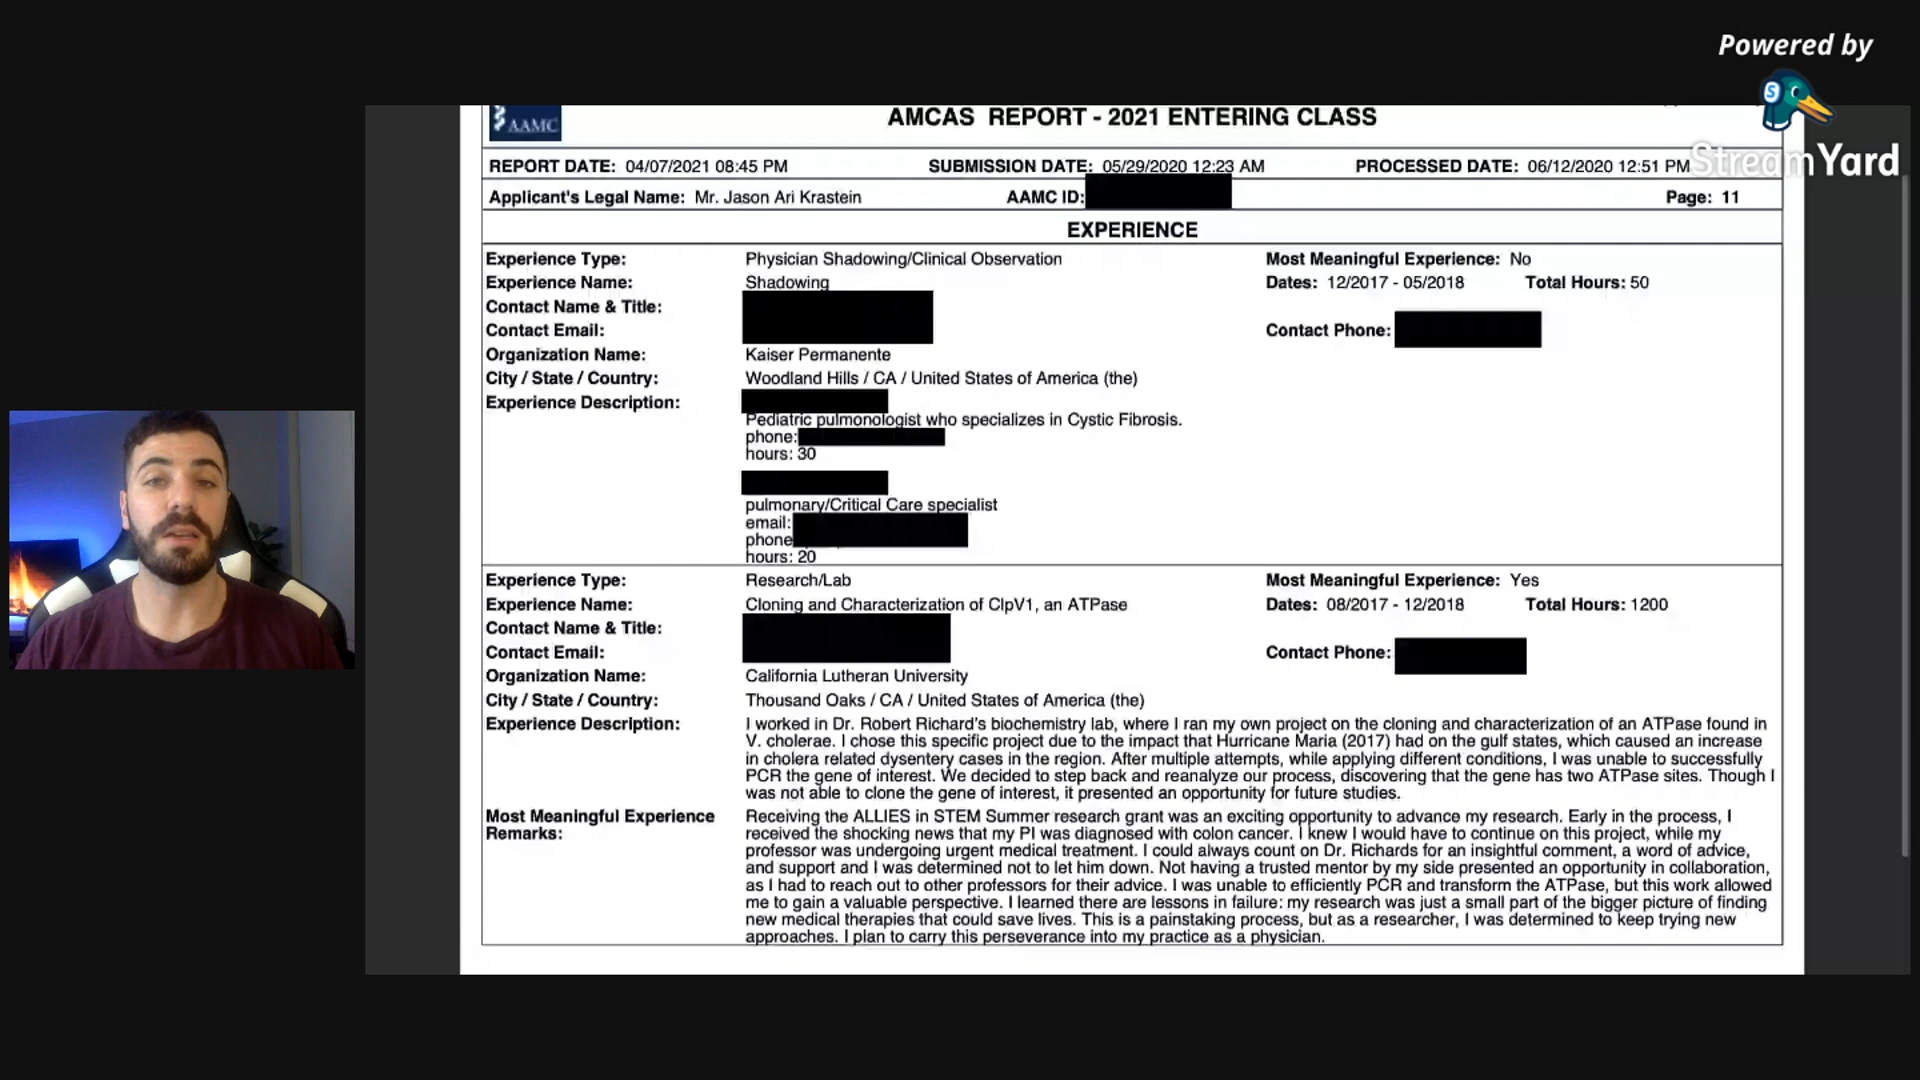 Powered by
StreamYard
AAMC
AMCAS REPORT - 2021 ENTERING CLASS
REPORT DATE: 04/07/2021 08:45 PM SUBMISSION DATE: 05/29/2020 12:23 AM PROCESSED DATE: 06/12/2020 12:51 PM
Applicant's Legal Name: Mr. Jason Ari Krastein AAMC ID: Page: 11
EXPERIENCE
Experience Type: Physician Shadowing/Clinical Observation Most Meaningful Experience: No
Experience Name: Shadowing Dates: 12/2017 - 05/2018 Total Hours: 50
Contact Name & Title:
Contact Email: Contact Phone:
Organization Name: Kaiser Permanente
City / State / Country: Woodland Hills / CA / United States of America (the)
Experience Description:
Pediatric pulmonologist who specializes in Cystic Fibrosis.
phone:
hours: 30
pulmonary/Critical Care specialist
email:
phone
hours: 20
Experience Type: Research/Lab Most Meaningful Experience: Yes
Experience Name: Cloning and Characterization of ClpV1, an ATPase Dates: 08/2017 - 12/2018 Total Hours: 1200
Contact Name & Title:
Contact Email: Contact Phone:
Organization Name: California Lutheran University
City / State / Country: Thousand Oaks / CA / United States of America (the)
Experience Description: I worked in Dr. Robert Richard's biochemistry lab, where I ran my own project on the cloning and characterization of an ATPase found in
V. cholerae. I chose this specific project due to the impact that Hurricane Maria (2017) had on the gulf states, which caused an increase
in cholera related dysentery cases in the region. After multiple attempts, while applying different conditions, I was unable to successfully
PCR the gene of interest. We decided to step back and reanalyze our process, discovering that the gene has two ATPase sites. Though I
was not able to clone the gene of interest, it presented an opportunity for future studies.
Most Meaningful Experience Remarks: Receiving the ALLIES in STEM Summer research grant was an exciting opportunity to advance my research. Early in the process, I
received the shocking news that my PI was diagnosed with colon cancer. I knew I would have to continue on this project, while my
professor was undergoing urgent medical treatment. I could always count on Dr. Richards for an insightful comment, a word of advice,
and support and I was determined not to let him down. Not having a trusted mentor by my side presented an opportunity in collaboration,
as I had to reach out to other professors for their advice. I was unable to efficiently PCR and transform the ATPase, but this work allowed
me to gain a valuable perspective. I learned there are lessons in failure: my research was just a small part of the bigger picture of finding
new medical therapies that could save lives. This is a painstaking process, but as a researcher, I was determined to keep trying new
approaches. I plan to carry this perseverance into my practice as a physician.